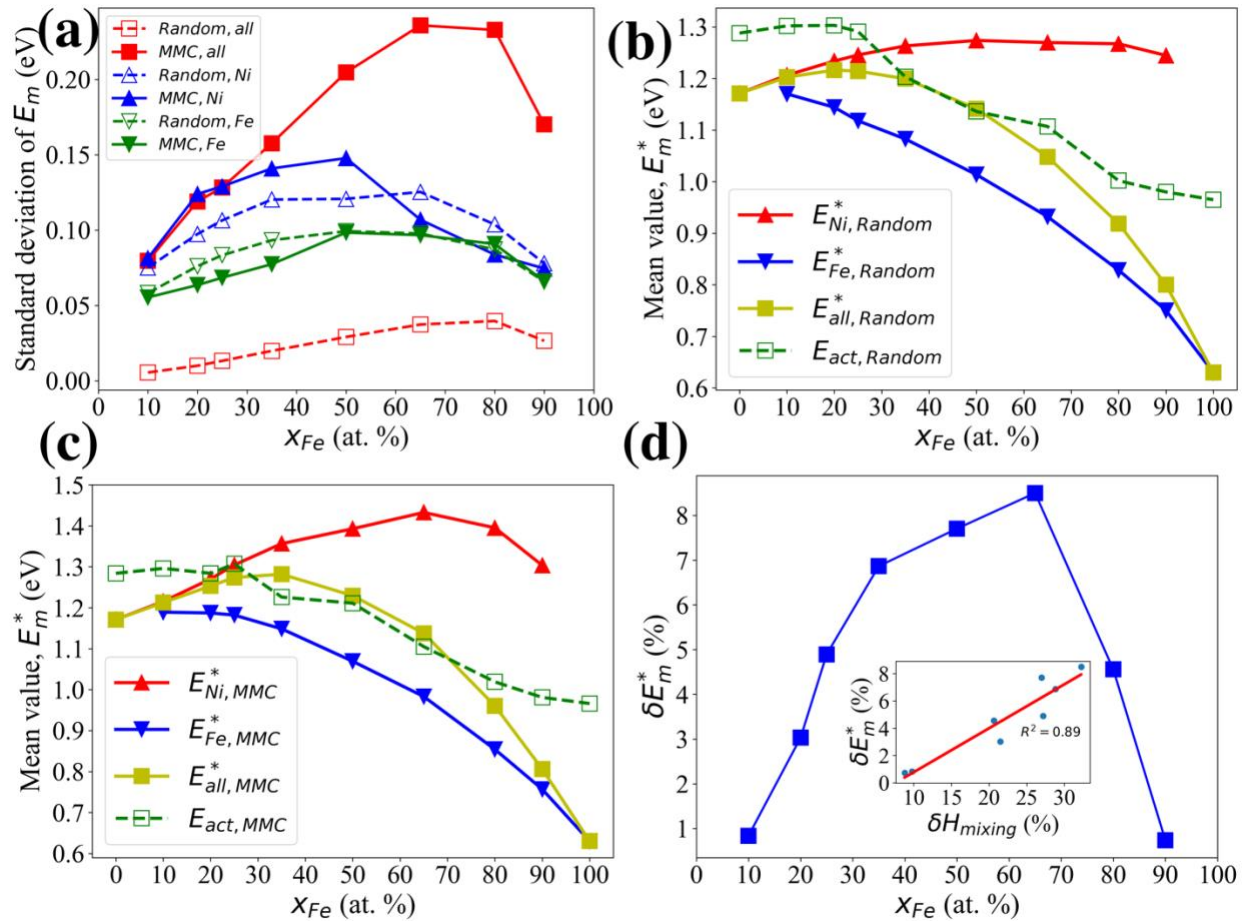 (a)
Standard deviation of E_m (eV)
0.20
0.15
0.10
0.05
0.00
Random, all
MMC, all
Random, Ni
MMC, Ni
Random, Fe
MMC, Fe
0 10 20 30 40 50 60 70 80 90 100
x_Fe (at. %)
(b)
Mean value, E*_m (eV)
1.3
1.2
1.1
1.0
0.9
0.8
0.7
0.6
E*_Ni, Random
E*_Fe, Random
E*_all, Random
E_act, Random
0 10 20 30 40 50 60 70 80 90 100
x_Fe (at. %)
(c)
Mean value, E*_m (eV)
1.5
1.4
1.3
1.2
1.1
1.0
0.9
0.8
0.7
0.6
E*_Ni, MMC
E*_Fe, MMC
E*_all, MMC
E_act, MMC
0 10 20 30 40 50 60 70 80 90 100
x_Fe (at. %)
(d)
δE*_m (%)
8
7
6
5
4
3
2
1
δE*_m (%)
8
6
4
2
0
R² = 0.89
10 15 20 25 30
δH_mixing (%)
0 10 20 30 40 50 60 70 80 90 100
x_Fe (at. %)